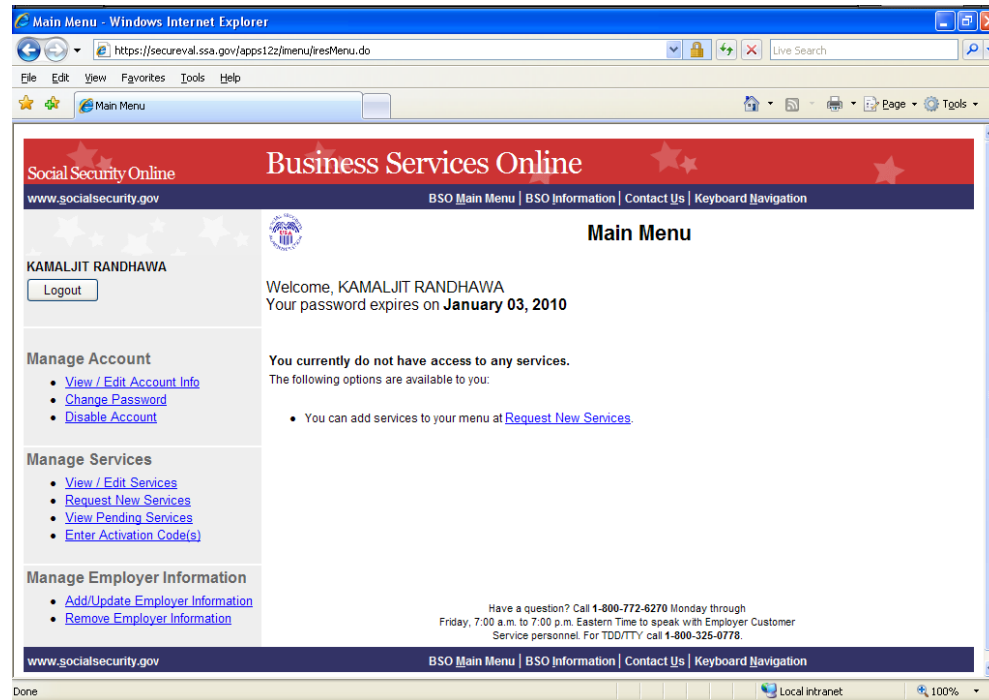 Main Menu - Windows Internet Explorer
https://secureval.ssa.gov/apps12z/imenu/iresMenu.do
Live Search
File Edit View Favorites Tools Help
Main Menu
Page Tools
Social Security Online
Business Services Online
www.socialsecurity.gov
BSO Main Menu | BSO Information | Contact Us | Keyboard Navigation
KAMALJIT RANDHAWA
Logout
Manage Account
• View / Edit Account Info
• Change Password
• Disable Account
Manage Services
• View / Edit Services
• Request New Services
• View Pending Services
• Enter Activation Code(s)
Manage Employer Information
• Add/Update Employer Information
• Remove Employer Information
Main Menu
Welcome, KAMALJIT RANDHAWA
Your password expires on January 03, 2010
You currently do not have access to any services.
The following options are available to you:
• You can add services to your menu at Request New Services.
Have a question? Call 1-800-772-6270 Monday through
Friday, 7:00 a.m. to 7:00 p.m. Eastern Time to speak with Employer Customer
Service personnel. For TDD/TTY call 1-800-325-0778.
www.socialsecurity.gov
BSO Main Menu | BSO Information | Contact Us | Keyboard Navigation
Done
Local intranet
100%